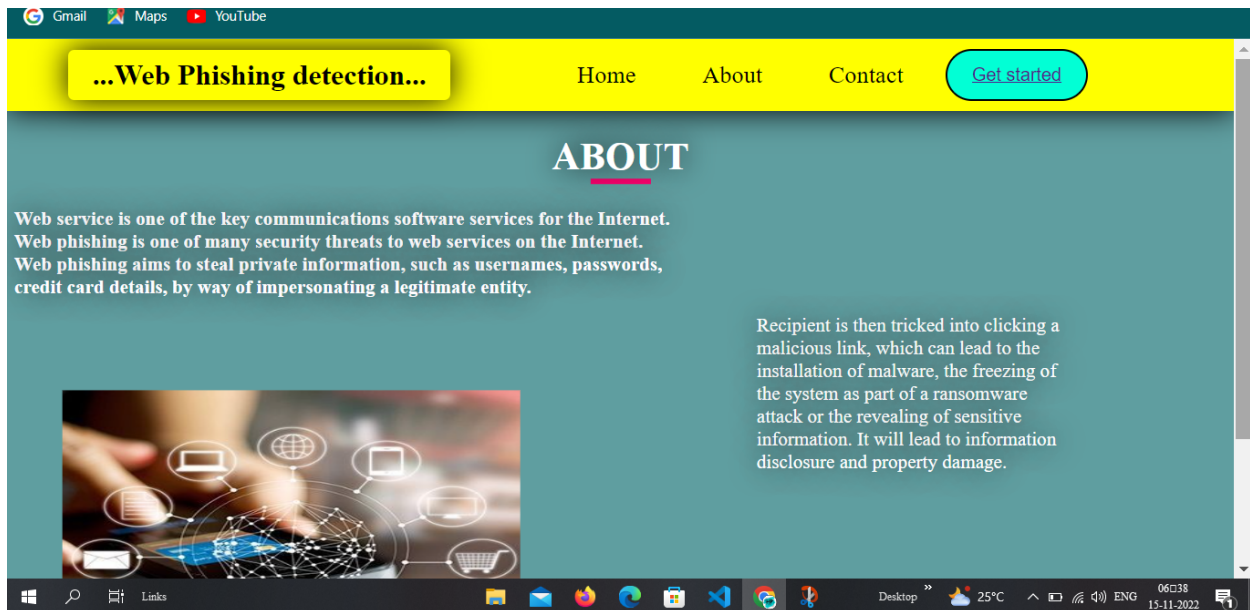 Gmail Maps YouTube
...Web Phishing detection... Home About Contact Get started
ABOUT
Web service is one of the key communications software services for the Internet.
Web phishing is one of many security threats to web services on the Internet.
Web phishing aims to steal private information, such as usernames, passwords,
credit card details, by way of impersonating a legitimate entity.
Recipient is then tricked into clicking a
malicious link, which can lead to the
installation of malware, the freezing of
the system as part of a ransomware
attack or the revealing of sensitive
information. It will lead to information
disclosure and property damage.
Links Desktop » 25°C ENG 06□38
15-11-2022 1